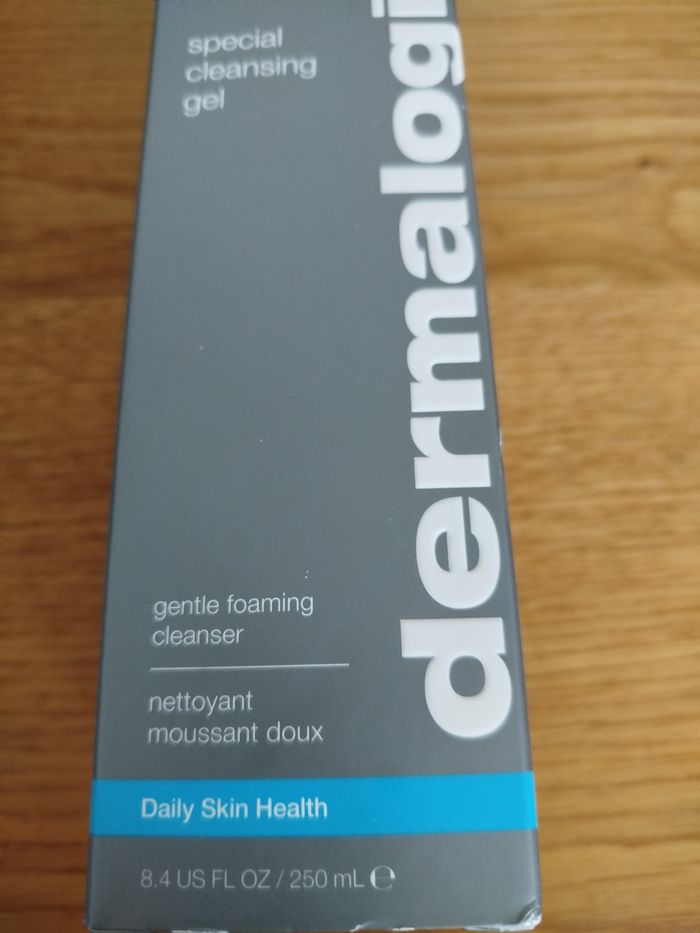 special
cleansing
gel
dermalogi
gentle foaming
cleanser
nettoyant
moussant doux
Daily Skin Health
8.4 US FL OZ / 250 mL ℮